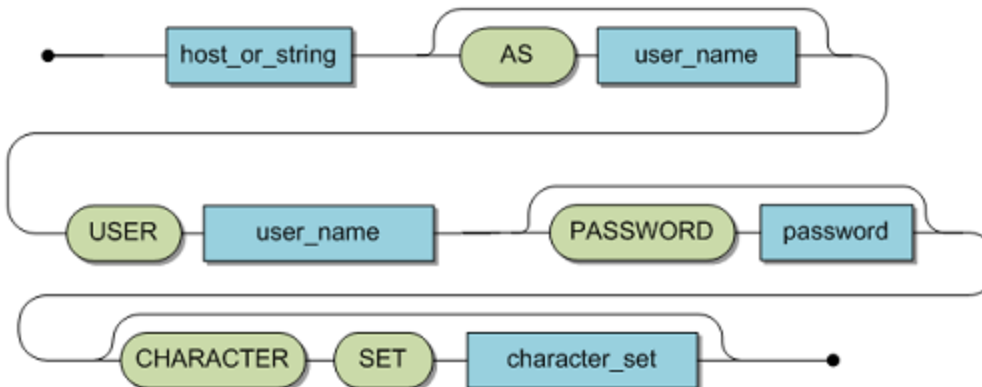 host_or_string AS user_name
USER user_name PASSWORD password
CHARACTER SET character_set